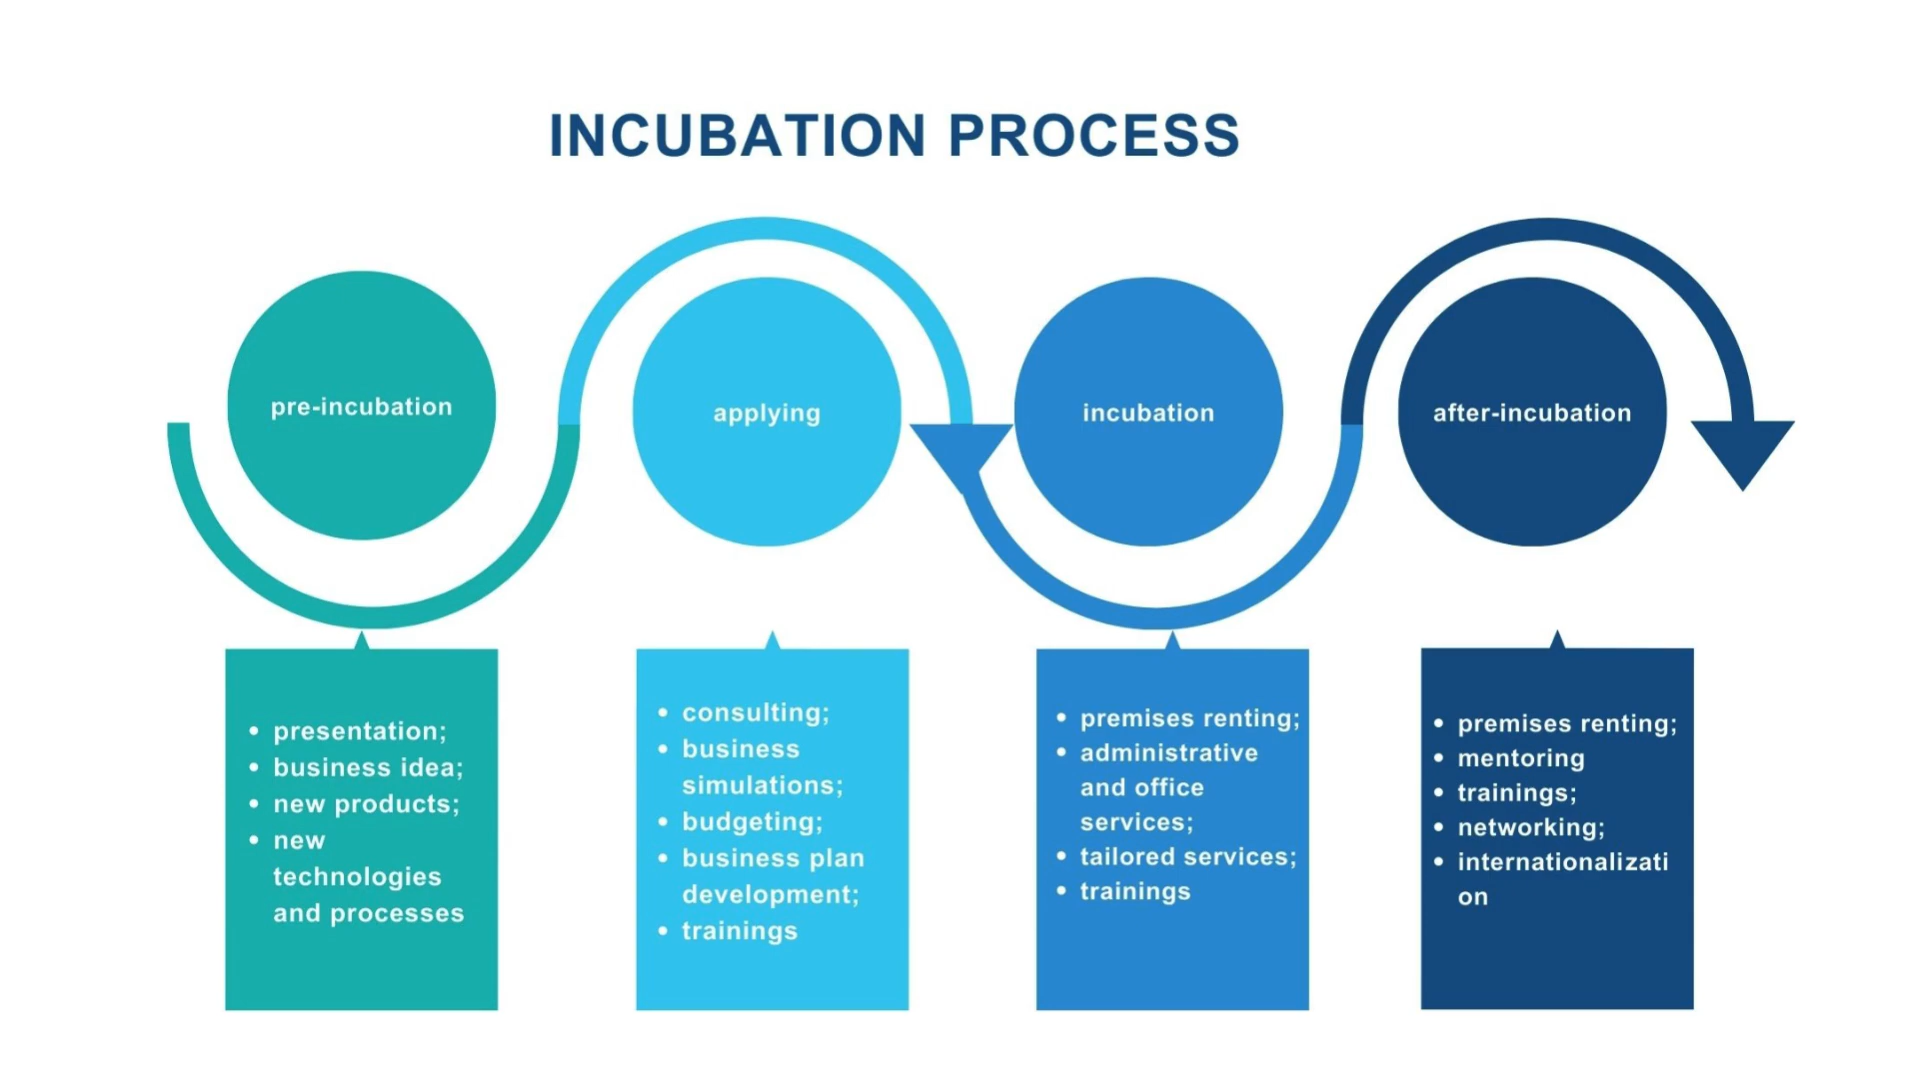 INCUBATION PROCESS
pre-incubation
applying
incubation
after-incubation
• presentation;
• business idea;
• new products;
• new
technologies
and processes
• consulting;
• business
simulations;
• budgeting;
• business plan
development;
• trainings
• premises renting;
• administrative
and office
services;
• tailored services;
• trainings
• premises renting;
• mentoring
• trainings;
• networking;
• internationalizati
on